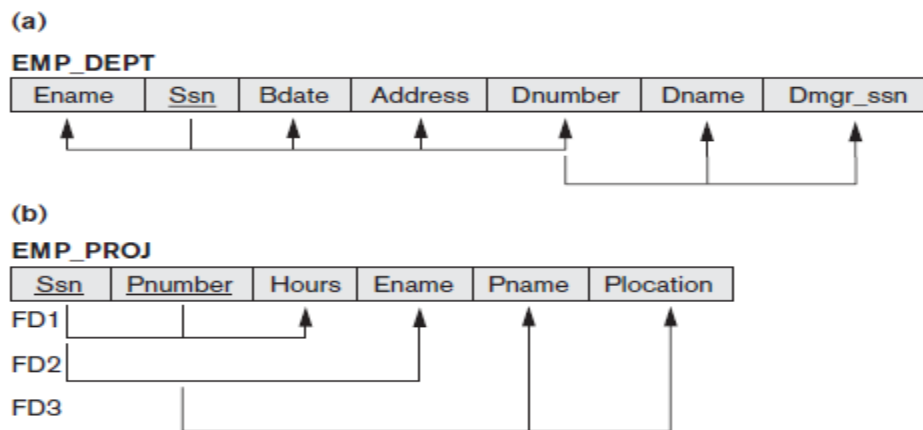 (a)
EMP_DEPT
Ename Ssn Bdate Address Dnumber Dname Dmgr_ssn
(b)
EMP_PROJ
Ssn Pnumber Hours Ename Pname Plocation
FD1
FD2
FD3